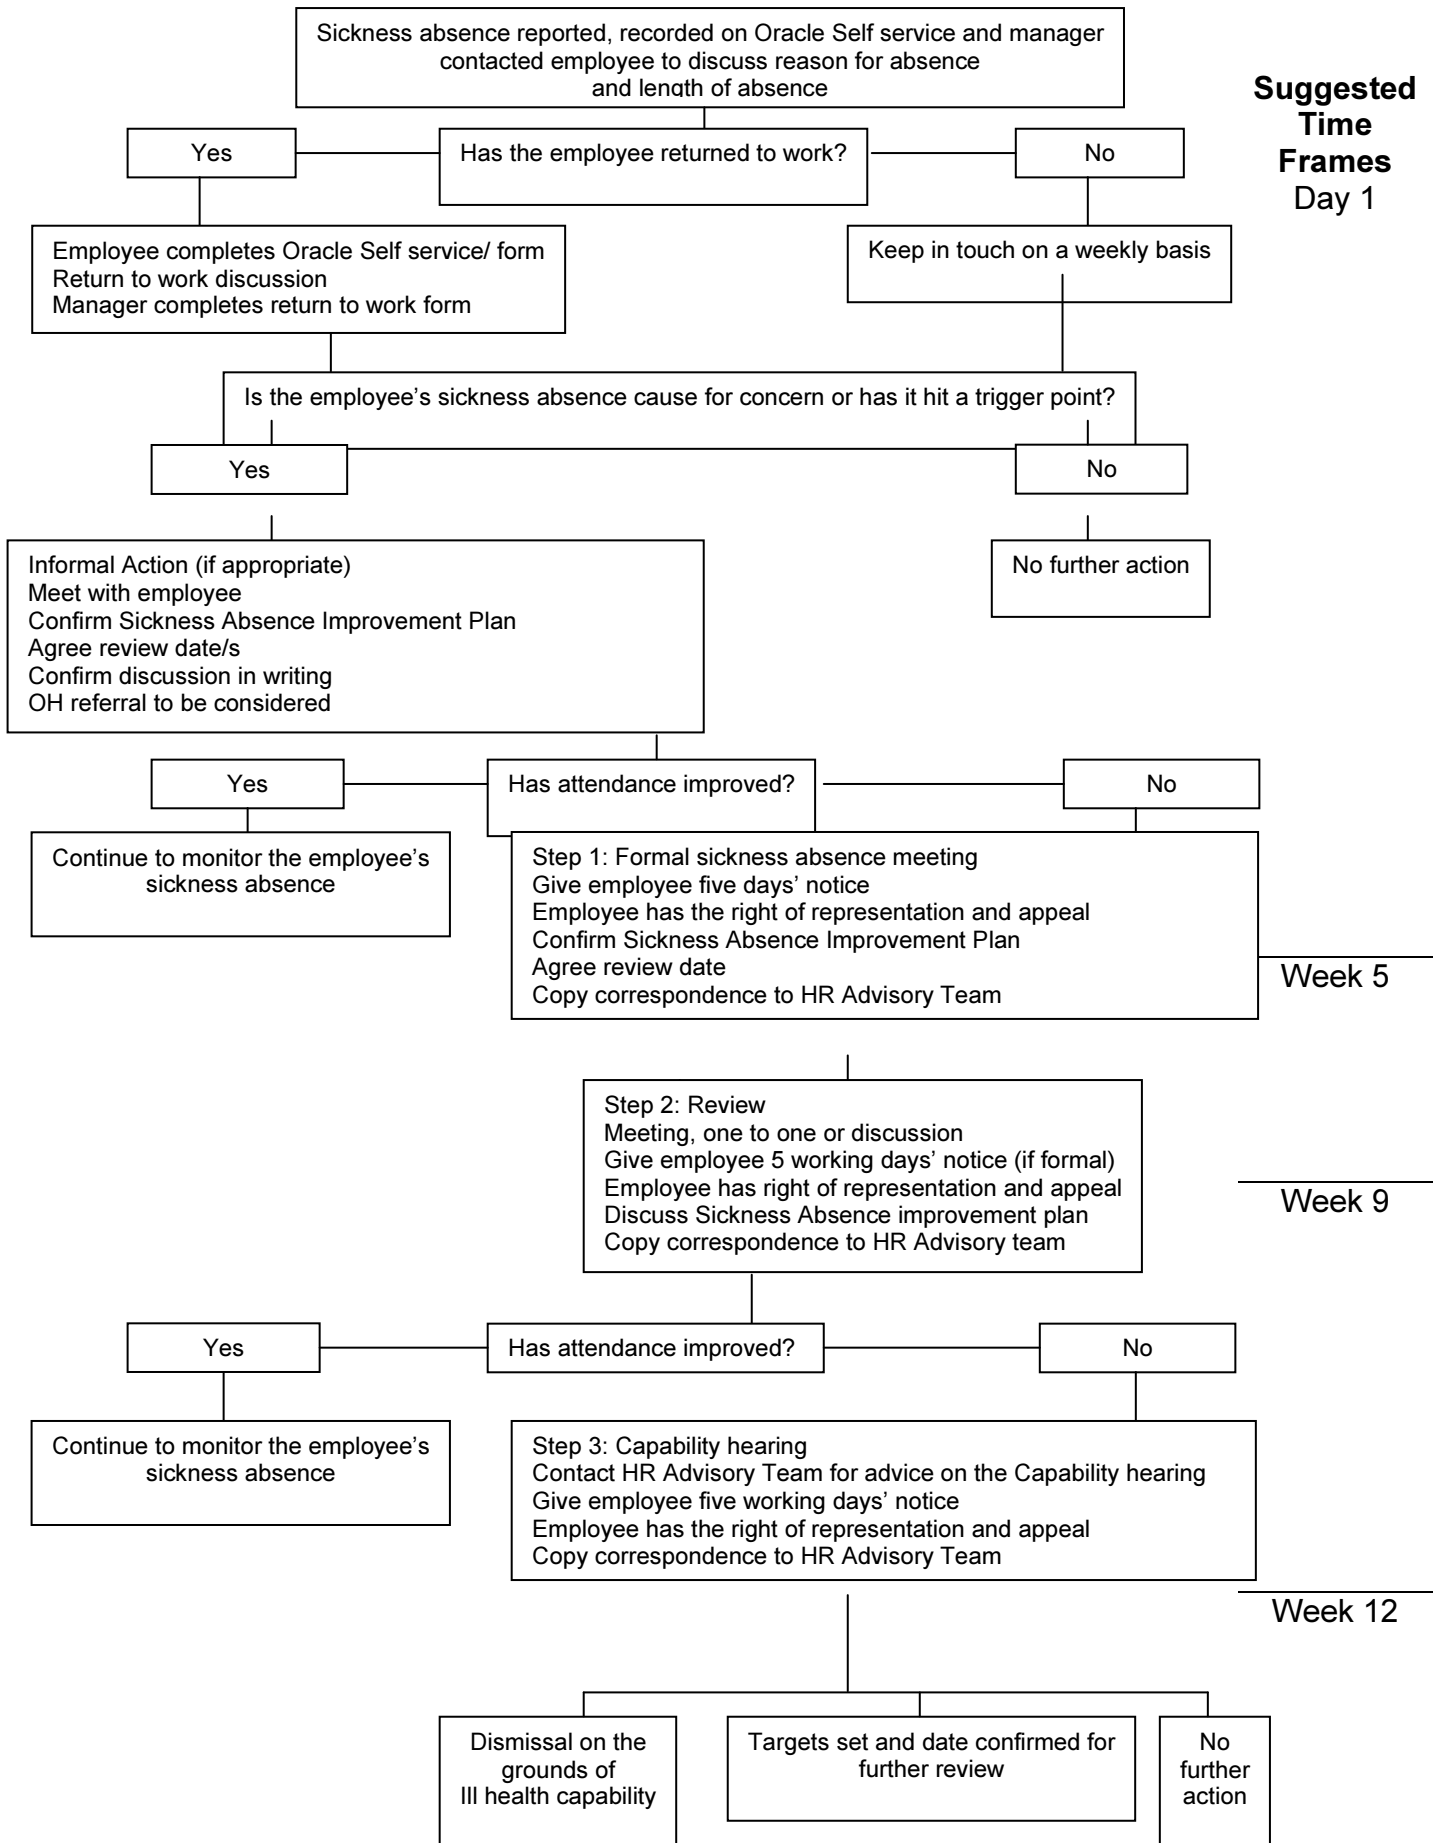 Sickness absence reported, recorded on Oracle Self service and manager
contacted employee to discuss reason for absence
and length of absence
Suggested
Time
Frames
Day 1
Yes
Has the employee returned to work?
No
Employee completes Oracle Self service/ form
Return to work discussion
Manager completes return to work form
Keep in touch on a weekly basis
Is the employee’s sickness absence cause for concern or has it hit a trigger point?
Yes
No
Informal Action (if appropriate)
Meet with employee
Confirm Sickness Absence Improvement Plan
Agree review date/s
Confirm discussion in writing
OH referral to be considered
No further action
Yes
Has attendance improved?
No
Continue to monitor the employee’s
sickness absence
Step 1: Formal sickness absence meeting
Give employee five days’ notice
Employee has the right of representation and appeal
Confirm Sickness Absence Improvement Plan
Agree review date
Copy correspondence to HR Advisory Team
Week 5
Step 2: Review
Meeting, one to one or discussion
Give employee 5 working days’ notice (if formal)
Employee has right of representation and appeal
Discuss Sickness Absence improvement plan
Copy correspondence to HR Advisory team
Week 9
Yes
Has attendance improved?
No
Continue to monitor the employee’s
sickness absence
Step 3: Capability hearing
Contact HR Advisory Team for advice on the Capability hearing
Give employee five working days’ notice
Employee has the right of representation and appeal
Copy correspondence to HR Advisory Team
Week 12
Dismissal on the
grounds of
Ill health capability
Targets set and date confirmed for
further review
No
further
action